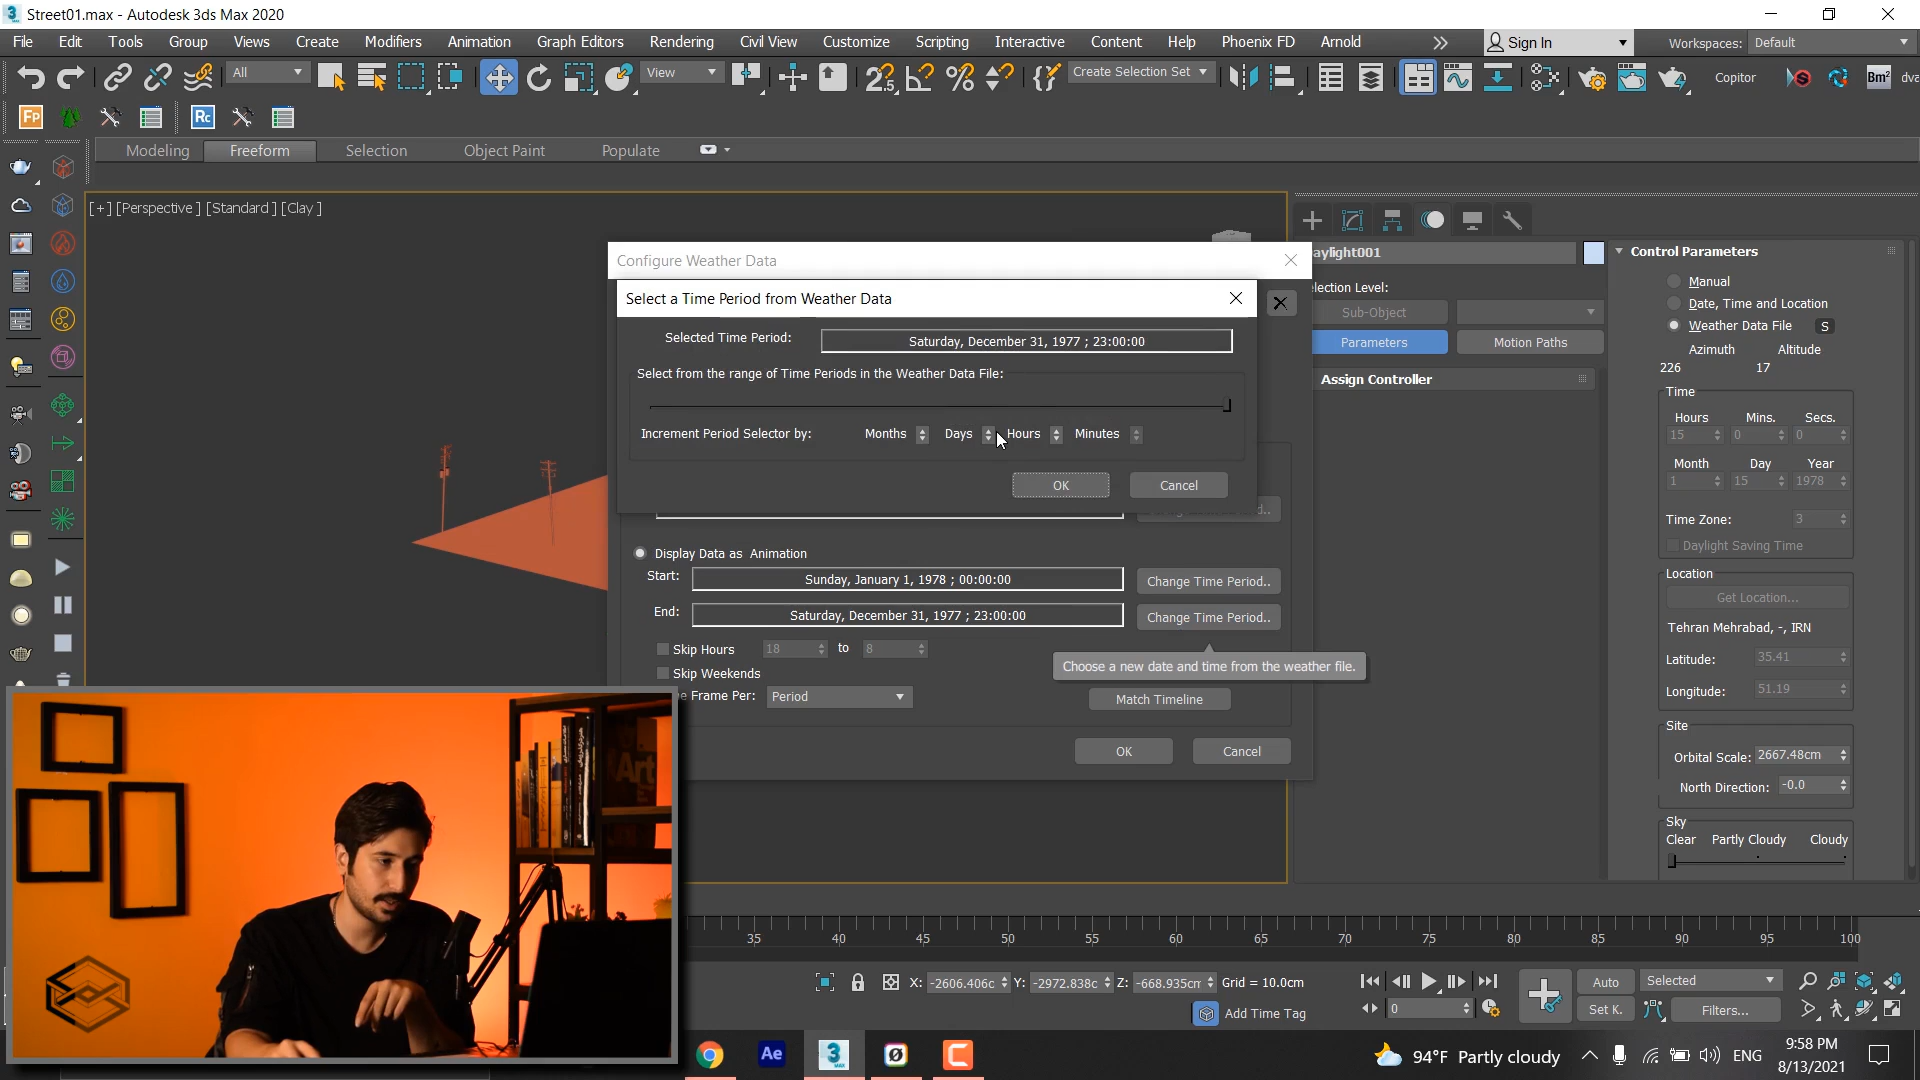 Street01.max - Autodesk 3ds Max 2020
File Edit Tools Group Views Create Modifiers Animation Graph Editors Rendering Civil View Customize Scripting Interactive Content Help Phoenix FD Arnold Sign In Workspaces: Default
All View Create Selection Set Copitor Bm²
Fp Rc
Modeling Freeform Selection Object Paint Populate
[+] [Perspective] [Standard] [Clay]
Configure Weather Data
aylight001
Control Parameters
Select a Time Period from Weather Data
lection Level:
Manual
Sub-Object
Date, Time and Location
Selected Time Period: Saturday, December 31, 1977 ; 23:00:00
Weather Data File S
Parameters Motion Paths
Azimuth Altitude
226 17
Select from the range of Time Periods in the Weather Data File:
Assign Controller
Time
Hours Mins. Secs.
15 0 0
Increment Period Selector by: Months Days Hours Minutes
Month Day Year
1 15 1978
OK Cancel
Time Zone: 3
Daylight Saving Time
Display Data as Animation
Location
Start: Sunday, January 1, 1978 ; 00:00:00 Change Time Period..
Get Location...
End: Saturday, December 31, 1977 ; 23:00:00 Change Time Period..
Tehran Mehrabad, -, IRN
Skip Hours 18 to 8
Latitude: 35.41
Choose a new date and time from the weather file.
Skip Weekends
Longitude: 51.19
e Frame Per: Period Match Timeline
Site
OK Cancel
Orbital Scale: 2667.48cm
North Direction: -0.0
Sky
Clear Partly Cloudy Cloudy
Art
35 40 45 50 55 60 65 70 75 80 85 90 95 100
X: -2606.406c Y: -2972.838c Z: -668.935cm Grid = 10.0cm
Auto Selected
Add Time Tag
0 Set K. Filters...
Ae 3 MAX
94°F Partly cloudy ENG 9:58 PM
8/13/2021